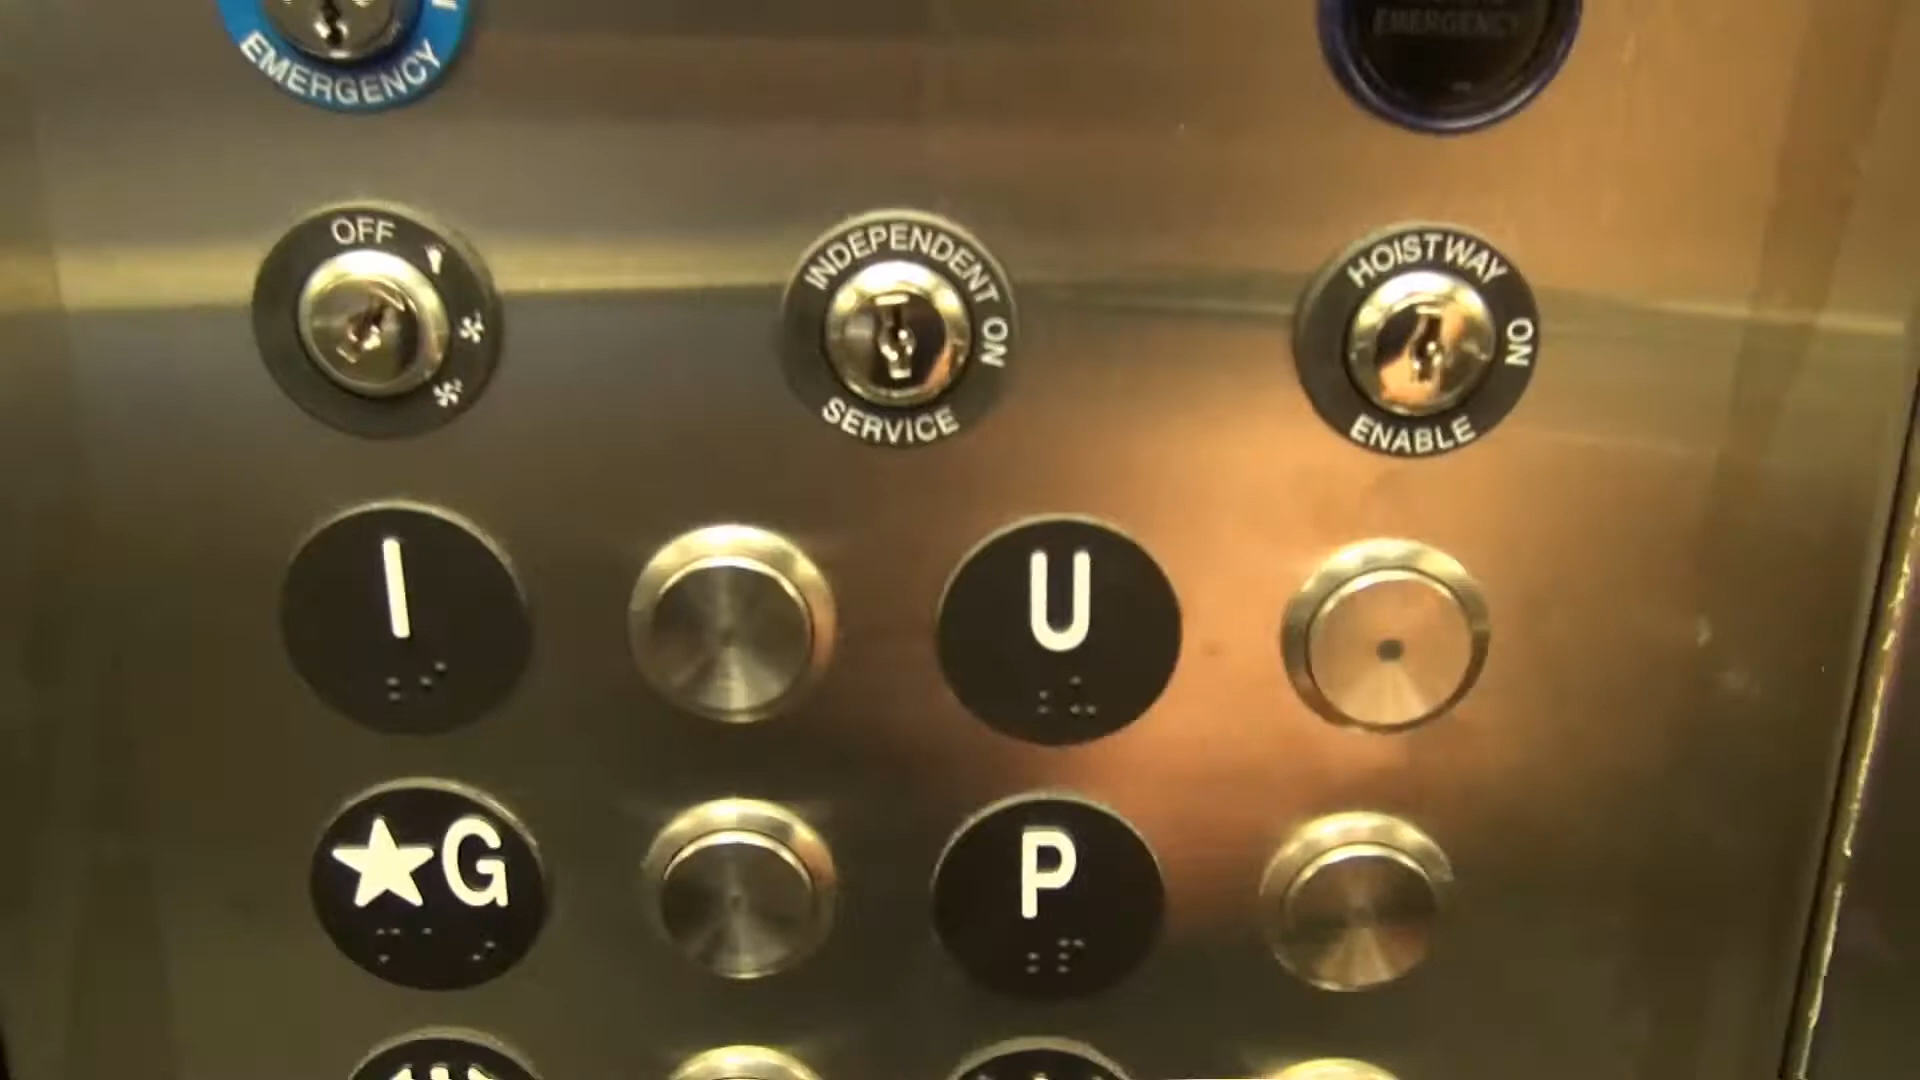 EMERGENCY
EMERGENCY
OFF
INDEPENDENT
ON
SERVICE
HOISTWAY
ON
ENABLE
I
U
★G
P